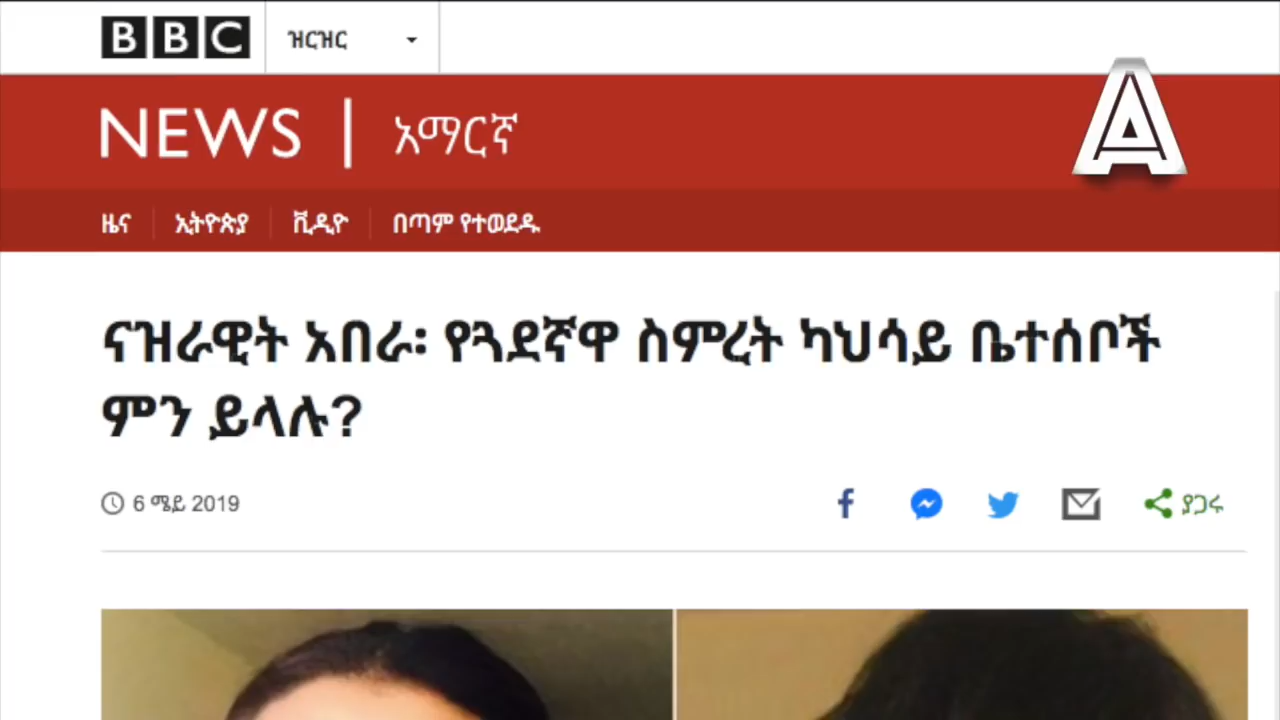 BBC ዝርዝር
NEWS | አማርኛ
A
ዜና ኢትዮጵያ ቪዲዮ በጣም የተወደዱ
ናዝራዊት አበራ፡ የጓደኛዋ ስምረት ካህሳይ ቤተሰቦች
ምን ይላሉ?
6 ሜይ 2019
ያጋሩ